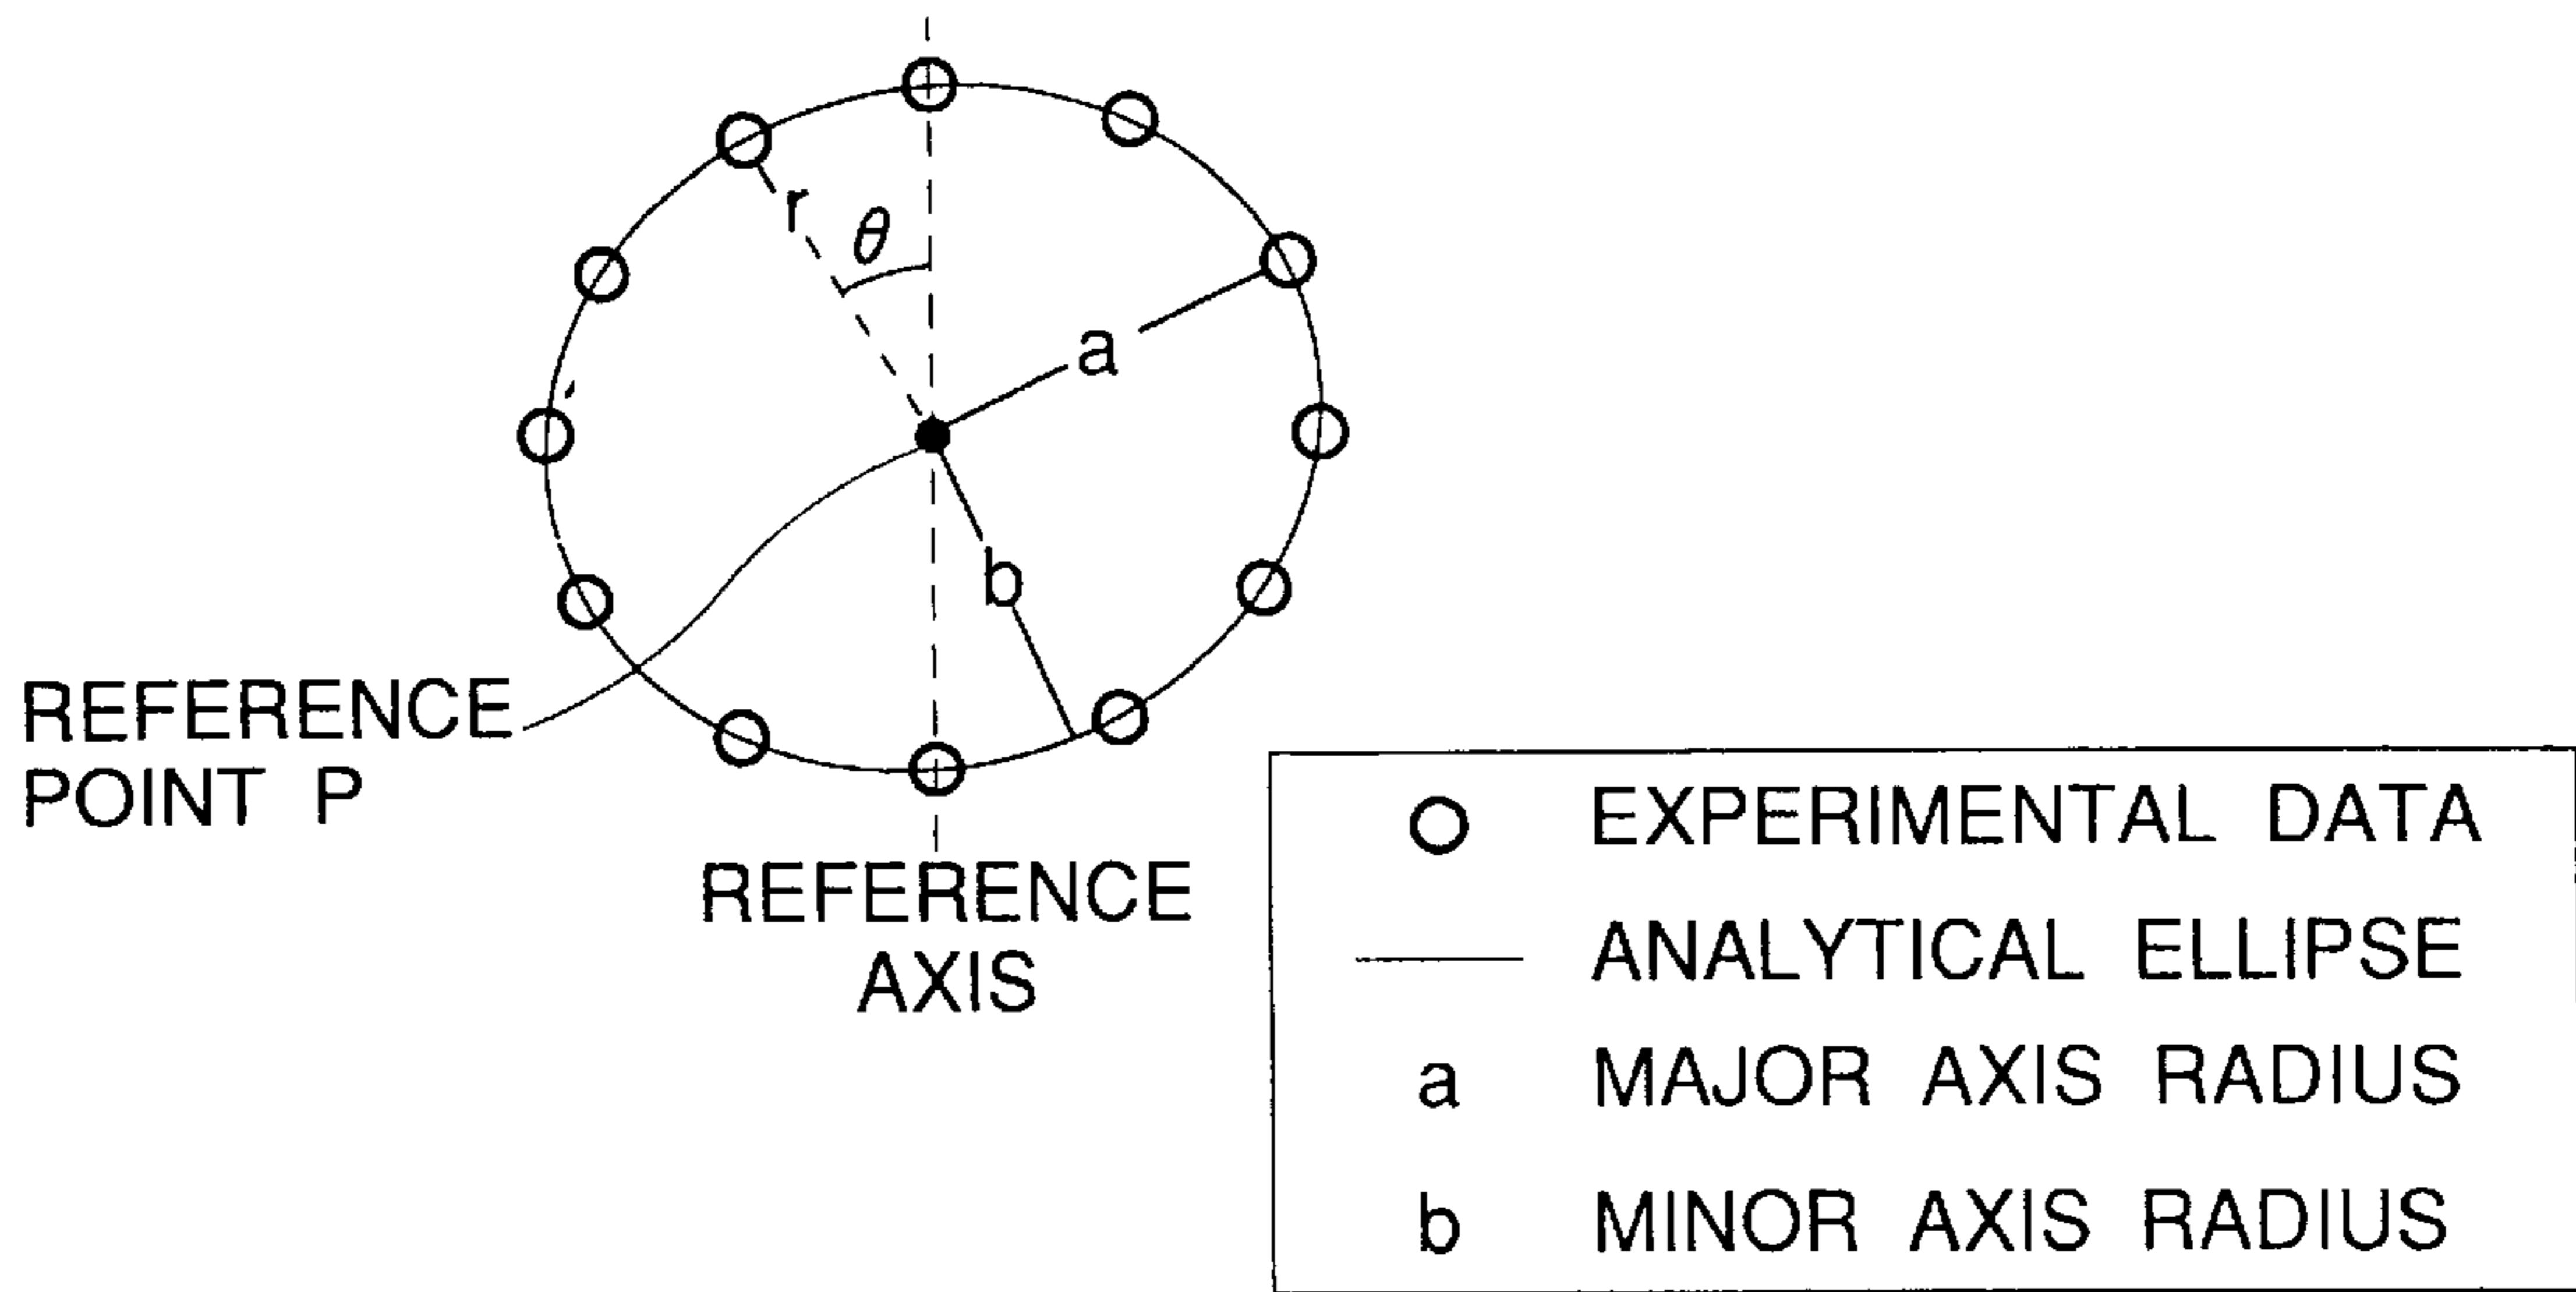 r
θ
a
b
REFERENCE
POINT P
REFERENCE
AXIS
EXPERIMENTAL DATA
ANALYTICAL ELLIPSE
a MAJOR AXIS RADIUS
b MINOR AXIS RADIUS